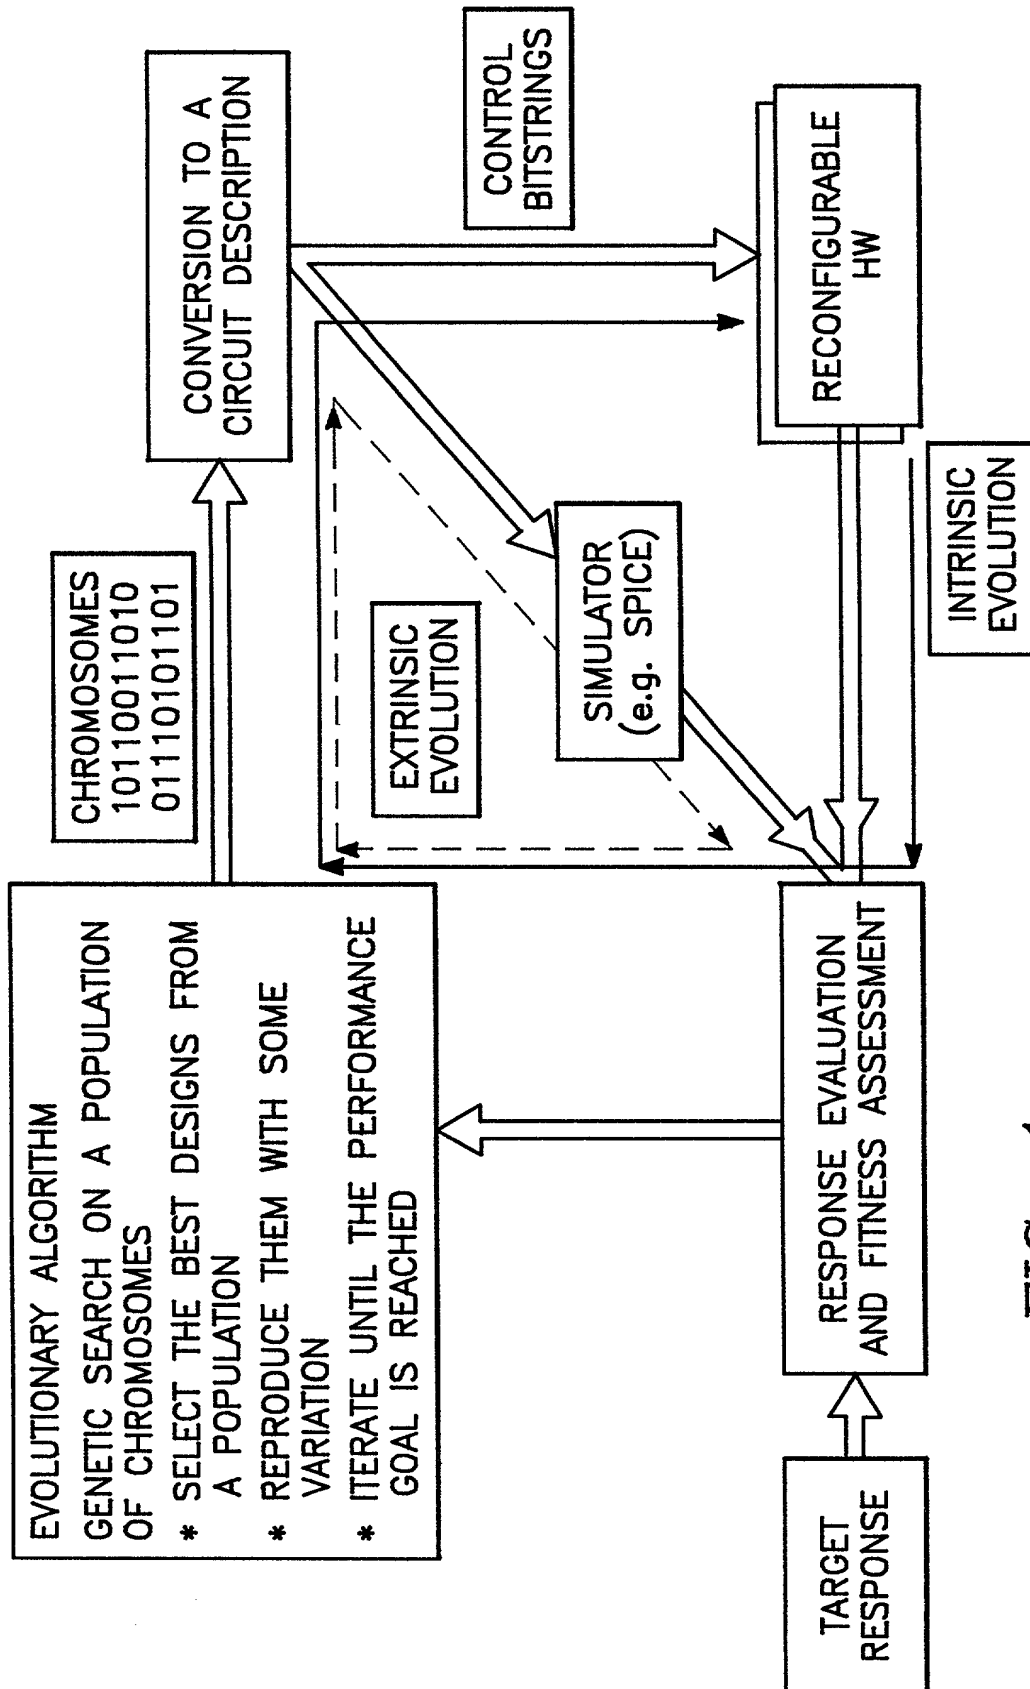 EVOLUTIONARY ALGORITHM
GENETIC SEARCH ON A POPULATION
OF CHROMOSOMES
* SELECT THE BEST DESIGNS FROM
A POPULATION
* REPRODUCE THEM WITH SOME
VARIATION
* ITERATE UNTIL THE PERFORMANCE
GOAL IS REACHED
CHROMOSOMES
10110011010
01110101101
CONVERSION TO A
CIRCUIT DESCRIPTION
CONTROL
BITSTRINGS
EXTRINSIC
EVOLUTION
SIMULATOR
(e.g. SPICE)
RECONFIGURABLE
HW
INTRINSIC
EVOLUTION
TARGET
RESPONSE
RESPONSE EVALUATION
AND FITNESS ASSESSMENT